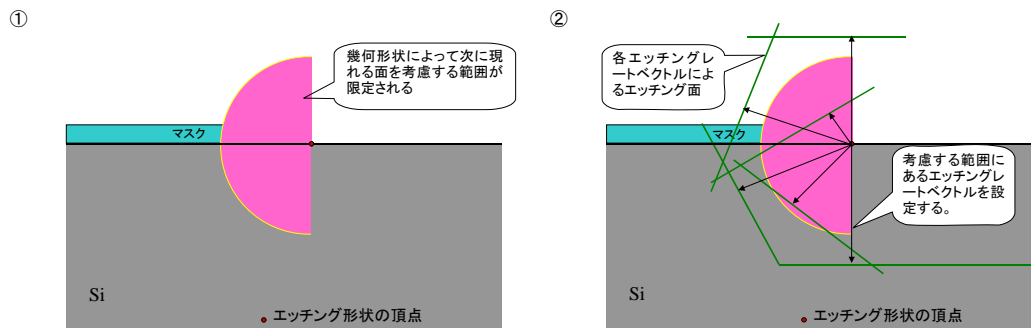 ①
幾何形状によって次に現
れる面を考慮する範囲が
限定される
マスク
Si
エッチング形状の頂点
②
各エッチングレ
ートベクトルによ
るエッチング面
マスク
考慮する範囲に
あるエッチングレ
ートベクトルを設
定する。
Si
エッチング形状の頂点